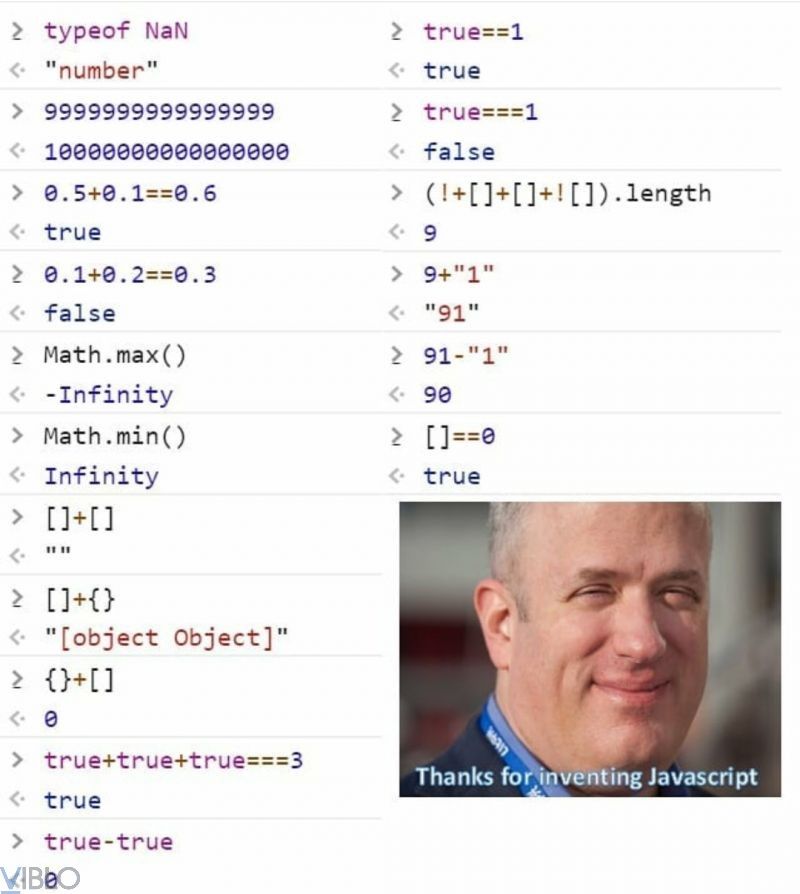 typeof NaN
"number"
9999999999999999
10000000000000000
0.5+0.1==0.6
true
0.1+0.2==0.3
false
Math.max()
-Infinity
Math.min()
Infinity
[]+[]
""
[]+{}
"[object Object]"
{}+[]
0
true+true+true===3
true
true-true
0
VIBLO
true==1
true
true===1
false
(!+[]+[]+![]).length
9
9+"1"
"91"
91-"1"
90
[]==0
true
Thanks for inventing Javascript